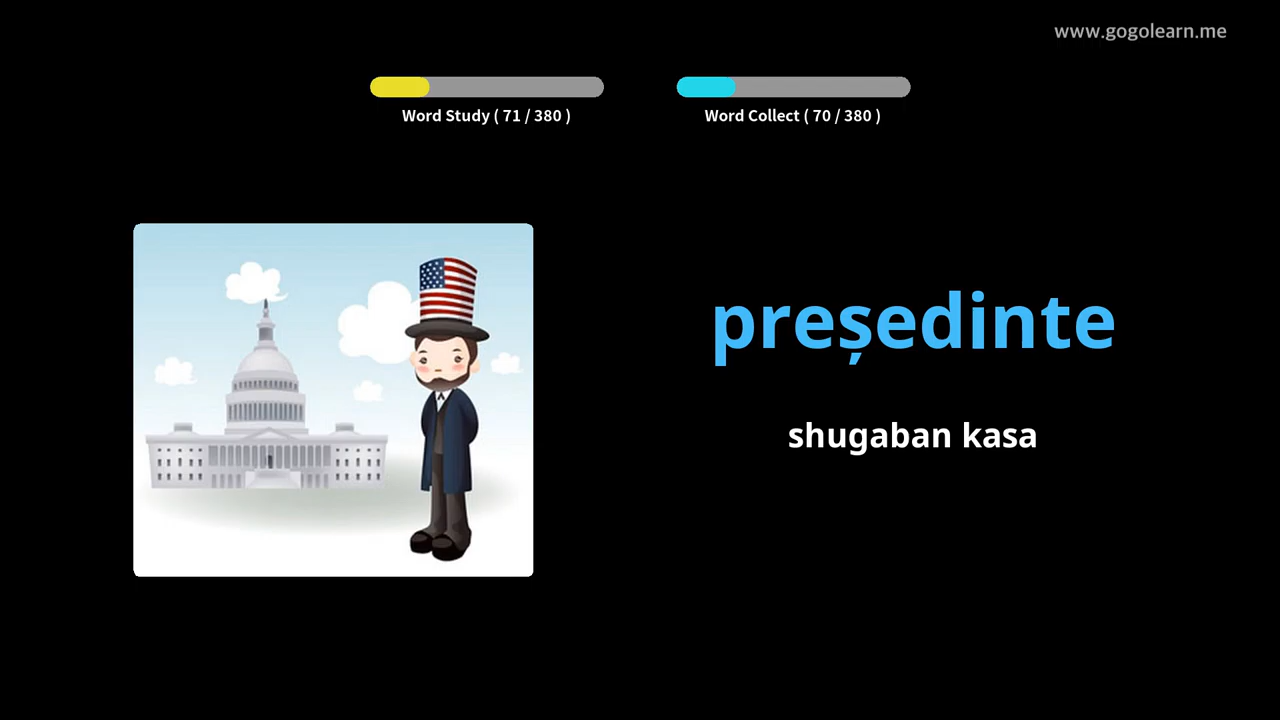 www.gogolearn.me
Word Study ( 71 / 380 )
Word Collect ( 70 / 380 )
președinte
shugaban kasa